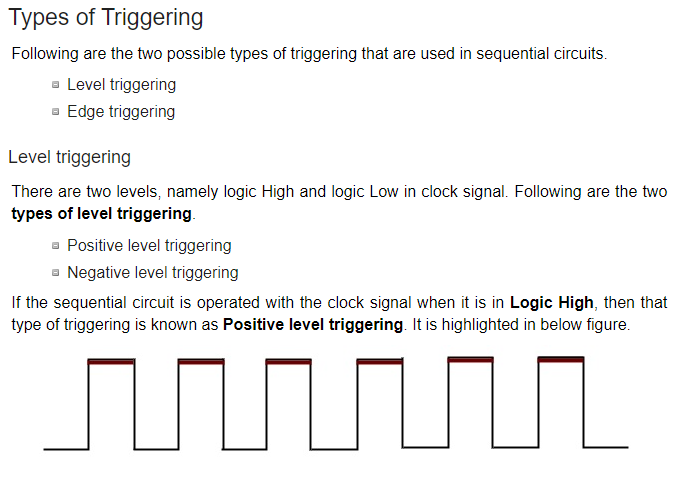 Types of Triggering
Following are the two possible types of triggering that are used in sequential circuits.
Level triggering
Edge triggering
Level triggering
There are two levels, namely logic High and logic Low in clock signal. Following are the two
types of level triggering.
Positive level triggering
Negative level triggering
If the sequential circuit is operated with the clock signal when it is in Logic High, then that
type of triggering is known as Positive level triggering. It is highlighted in below figure.